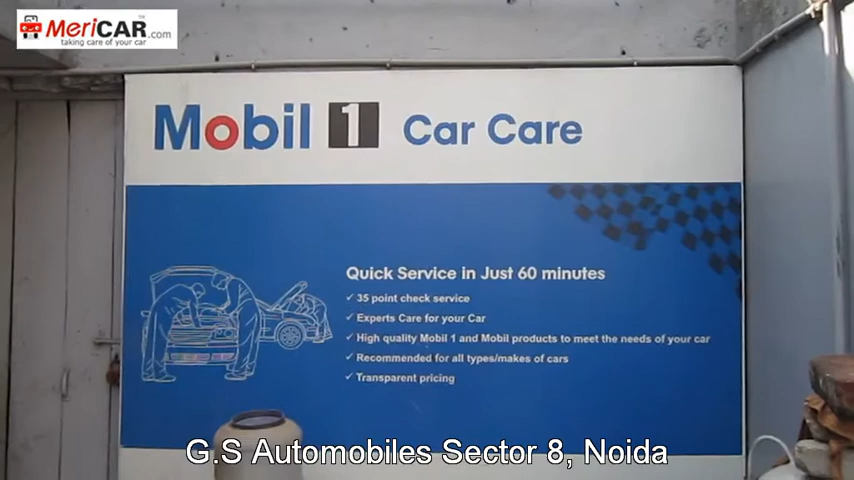 MeriCAR.com
taking care of your car
Mobil 1 Car Care
Quick Service in Just 60 minutes
✓ 35 point check service
✓ Experts Care for your Car
✓ High quality Mobil 1 and Mobil products to meet the needs of your car
✓ Recommended for all types/makes of cars
✓ Transparent pricing
G.S Automobiles Sector 8, Noida